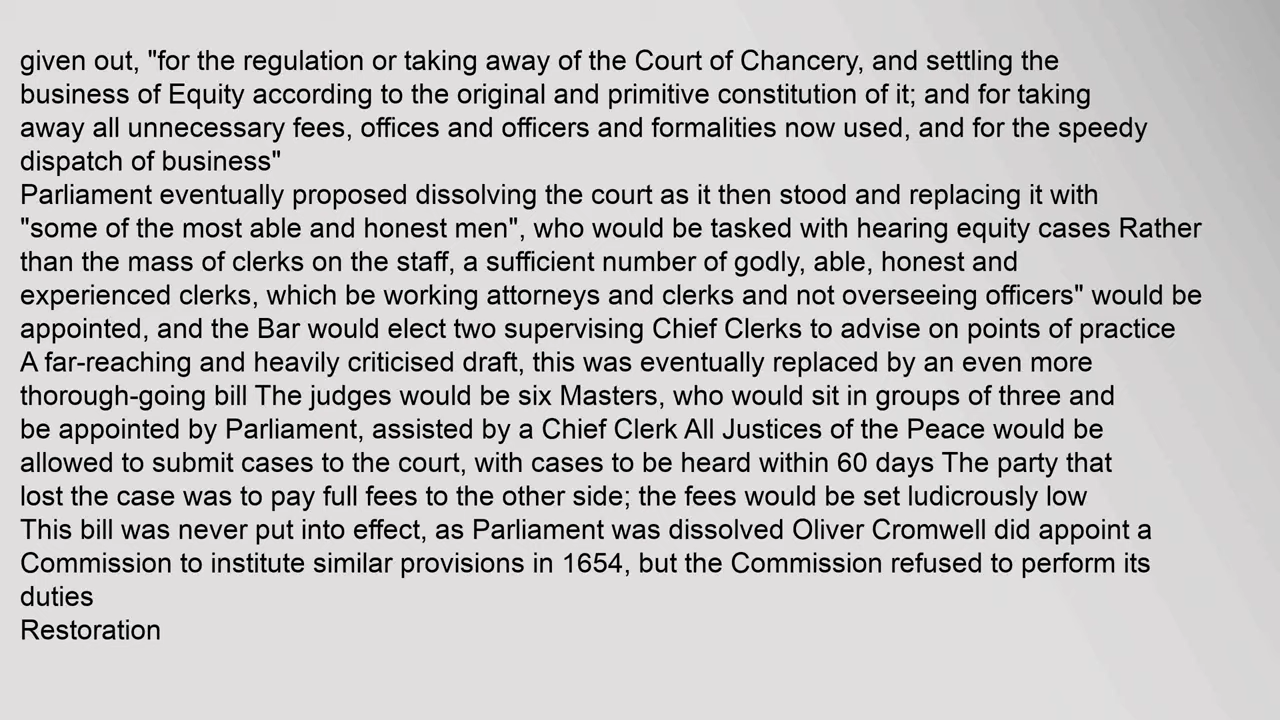 given out, "for the regulation or taking away of the Court of Chancery, and settling the
business of Equity according to the original and primitive constitution of it; and for taking
away all unnecessary fees, offices and officers and formalities now used, and for the speedy
dispatch of business"
Parliament eventually proposed dissolving the court as it then stood and replacing it with
"some of the most able and honest men", who would be tasked with hearing equity cases Rather
than the mass of clerks on the staff, a sufficient number of godly, able, honest and
experienced clerks, which be working attorneys and clerks and not overseeing officers" would be
appointed, and the Bar would elect two supervising Chief Clerks to advise on points of practice
A far-reaching and heavily criticised draft, this was eventually replaced by an even more
thorough-going bill The judges would be six Masters, who would sit in groups of three and
be appointed by Parliament, assisted by a Chief Clerk All Justices of the Peace would be
allowed to submit cases to the court, with cases to be heard within 60 days The party that
lost the case was to pay full fees to the other side; the fees would be set ludicrously low
This bill was never put into effect, as Parliament was dissolved Oliver Cromwell did appoint a
Commission to institute similar provisions in 1654, but the Commission refused to perform its
duties
Restoration